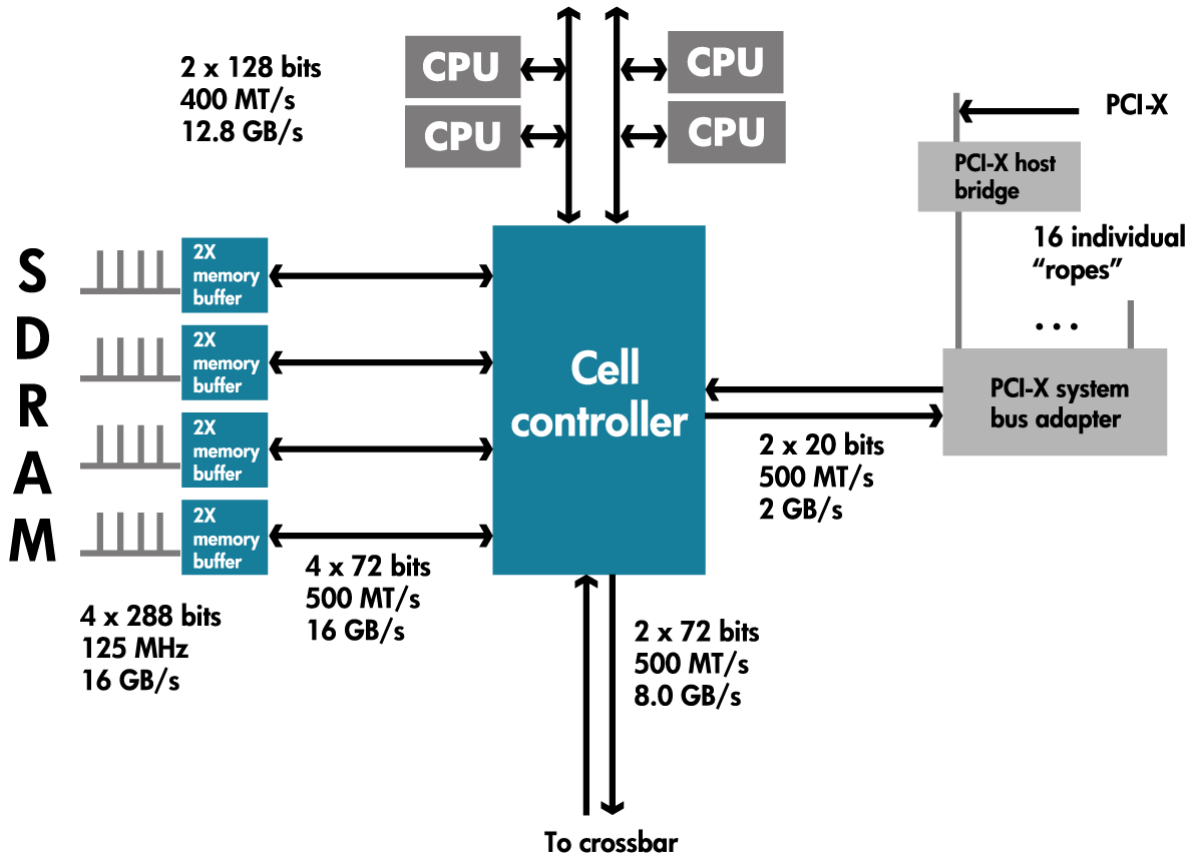 2 x 128 bits
400 MT/s
12.8 GB/s
CPU
CPU
CPU
CPU
PCI-X
PCI-X host
bridge
16 individual
“ropes”
...
PCI-X system
bus adapter
SDRAM
2X
memory
buffer
2X
memory
buffer
2X
memory
buffer
2X
memory
buffer
Cell
controller
2 x 20 bits
500 MT/s
2 GB/s
4 x 72 bits
500 MT/s
16 GB/s
4 x 288 bits
125 MHz
16 GB/s
2 x 72 bits
500 MT/s
8.0 GB/s
To crossbar